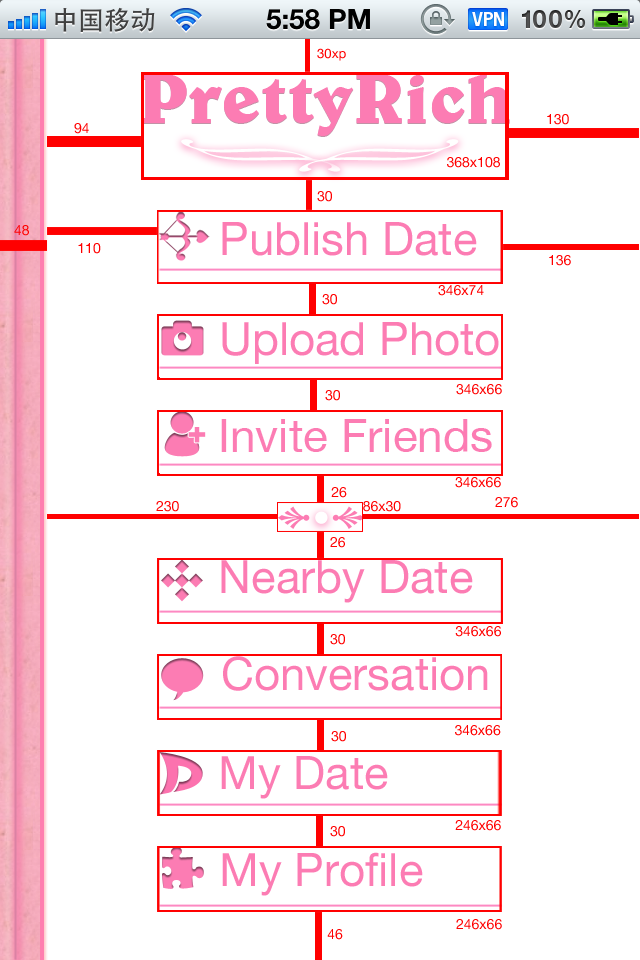 中国移动 5:58 PM VPN 100%
30xp
PrettyRich
94
130
368x108
30
48
Publish Date
110
136
346x74
30
Upload Photo
346x66
30
Invite Friends
346x66
26
230
86x30
276
26
Nearby Date
346x66
30
Conversation
346x66
30
My Date
246x66
30
My Profile
246x66
46